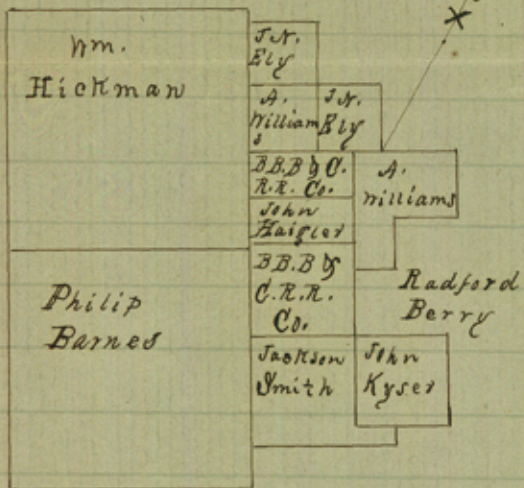 Wm.
Hickman
J.N.
Ely
A.
William
s
J.N.
Ely
B.B.B & C.
R.R. Co.
A.
Williams
John
Haigler
B.B.B &
C.R.R.
Co.
Radford
Berry
Philip
Barnes
Jackson
Smith
John
Kyser